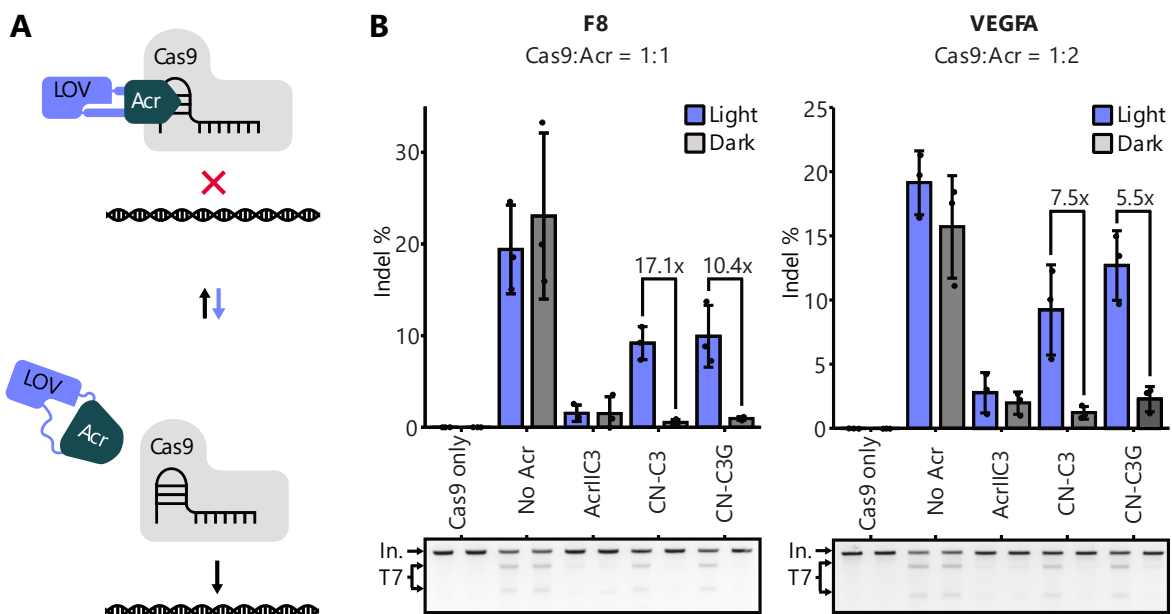 A
Cas9
LOV
Acr
LOV
Acr
Cas9
B
F8
Cas9:Acr = 1:1
Light
Dark
Indel %
30
20
10
0
17.1x
10.4x
Cas9 only
No Acr
AcrIIC3
CN-C3
CN-C3G
In.
T7
VEGFA
Cas9:Acr = 1:2
Light
Dark
Indel %
25
20
15
10
5
0
7.5x
5.5x
Cas9 only
No Acr
AcrIIC3
CN-C3
CN-C3G
In.
T7